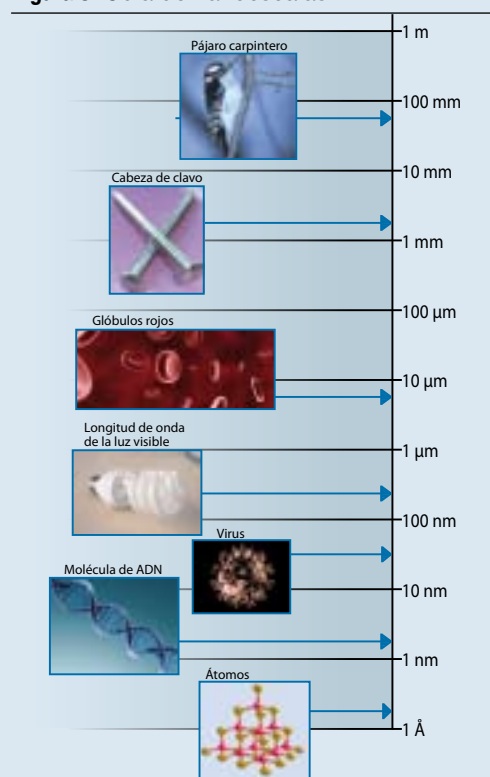 1 m
Pájaro carpintero
100 mm
10 mm
Cabeza de clavo
1 mm
100 µm
Glóbulos rojos
10 µm
Longitud de onda
de la luz visible
1 µm
100 nm
Virus
Molécula de ADN
10 nm
1 nm
Átomos
1 Å